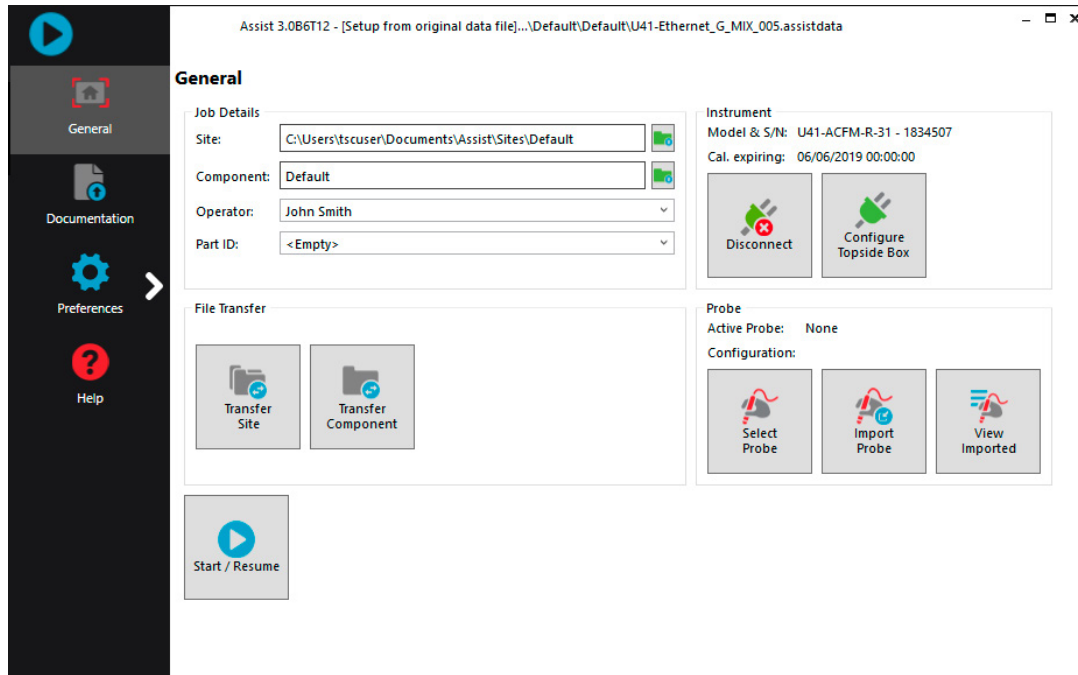 Assist 3.0B6T12 - [Setup from original data file]...\Default\Default\U41-Ethernet_G_MIX_005.assistdata
General
Documentation
Preferences
Help
General
Job Details
Site: C:\Users\tscuser\Documents\Assist\Sites\Default
Component: Default
Operator: John Smith
Part ID: <Empty>
Instrument
Model & S/N: U41-ACFM-R-31 - 1834507
Cal. expiring: 06/06/2019 00:00:00
Disconnect
Configure
Topside Box
File Transfer
Transfer
Site
Transfer
Component
Probe
Active Probe: None
Configuration:
Select
Probe
Import
Probe
View
Imported
Start / Resume